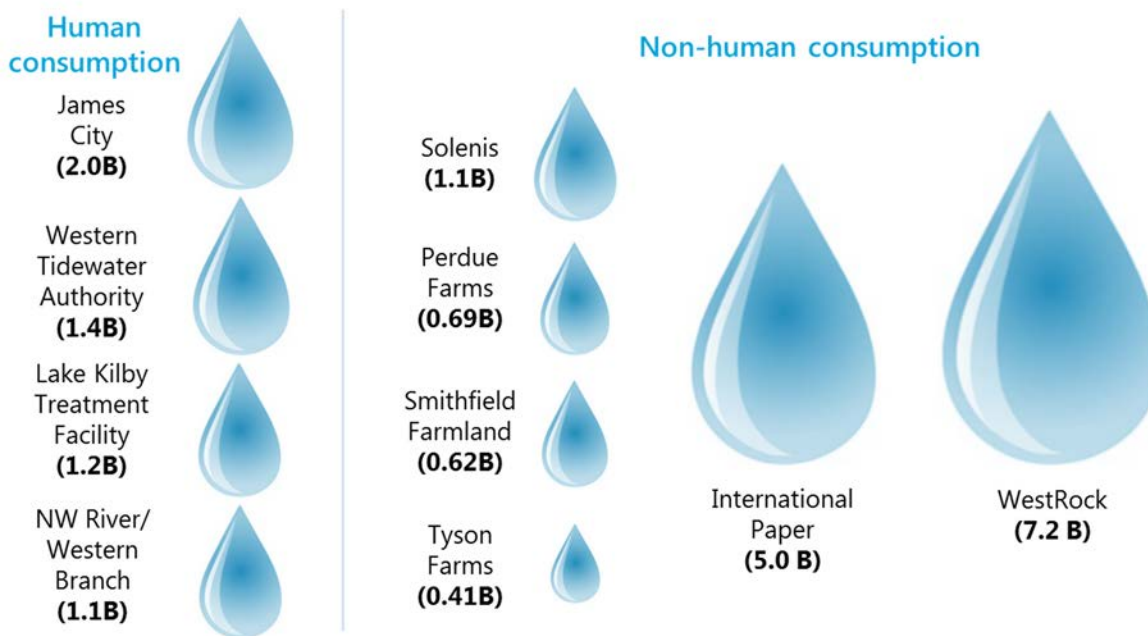 Human
consumption
James
City
(2.0B)
Western
Tidewater
Authority
(1.4B)
Lake Kilby
Treatment
Facility
(1.2B)
NW River/
Western
Branch
(1.1B)
Non-human consumption
Solenis
(1.1B)
Perdue
Farms
(0.69B)
Smithfield
Farmland
(0.62B)
Tyson
Farms
(0.41B)
International
Paper
(5.0 B)
WestRock
(7.2 B)